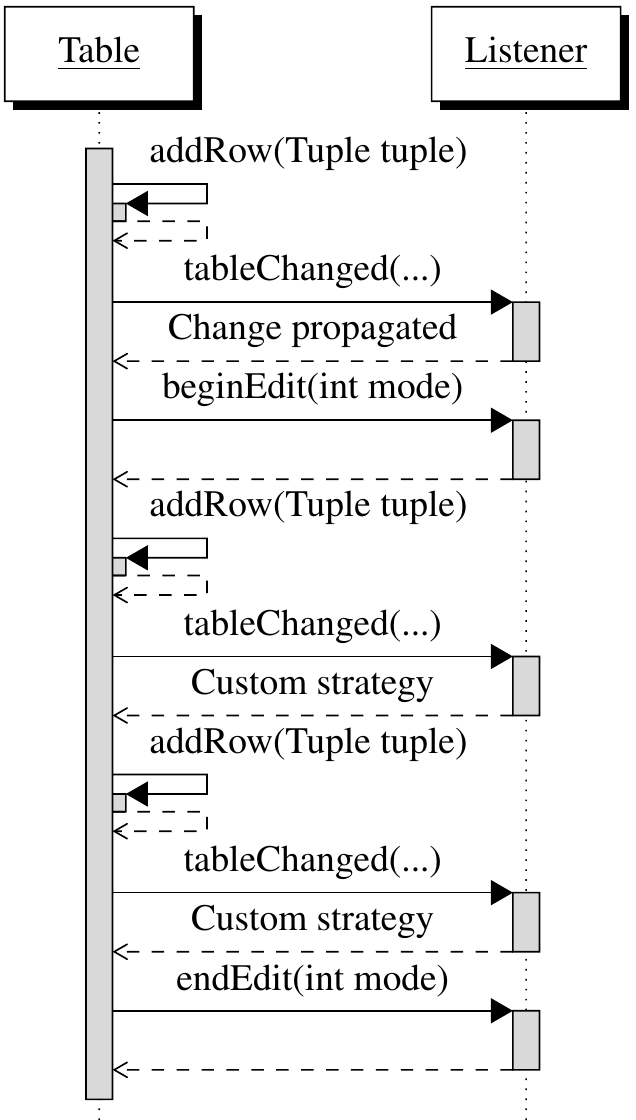 Table
Listener
addRow(Tuple tuple)
tableChanged(...)
Change propagated
beginEdit(int mode)
addRow(Tuple tuple)
tableChanged(...)
Custom strategy
addRow(Tuple tuple)
tableChanged(...)
Custom strategy
endEdit(int mode)